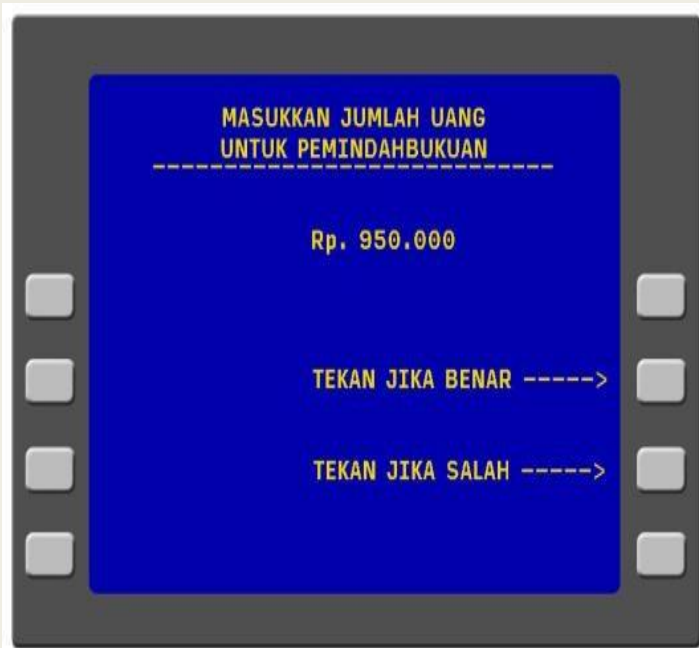 MASUKKAN JUMLAH UANG
UNTUK PEMINDAHBUKUAN
----------------------------
Rp. 950.000
TEKAN JIKA BENAR ----->
TEKAN JIKA SALAH ----->